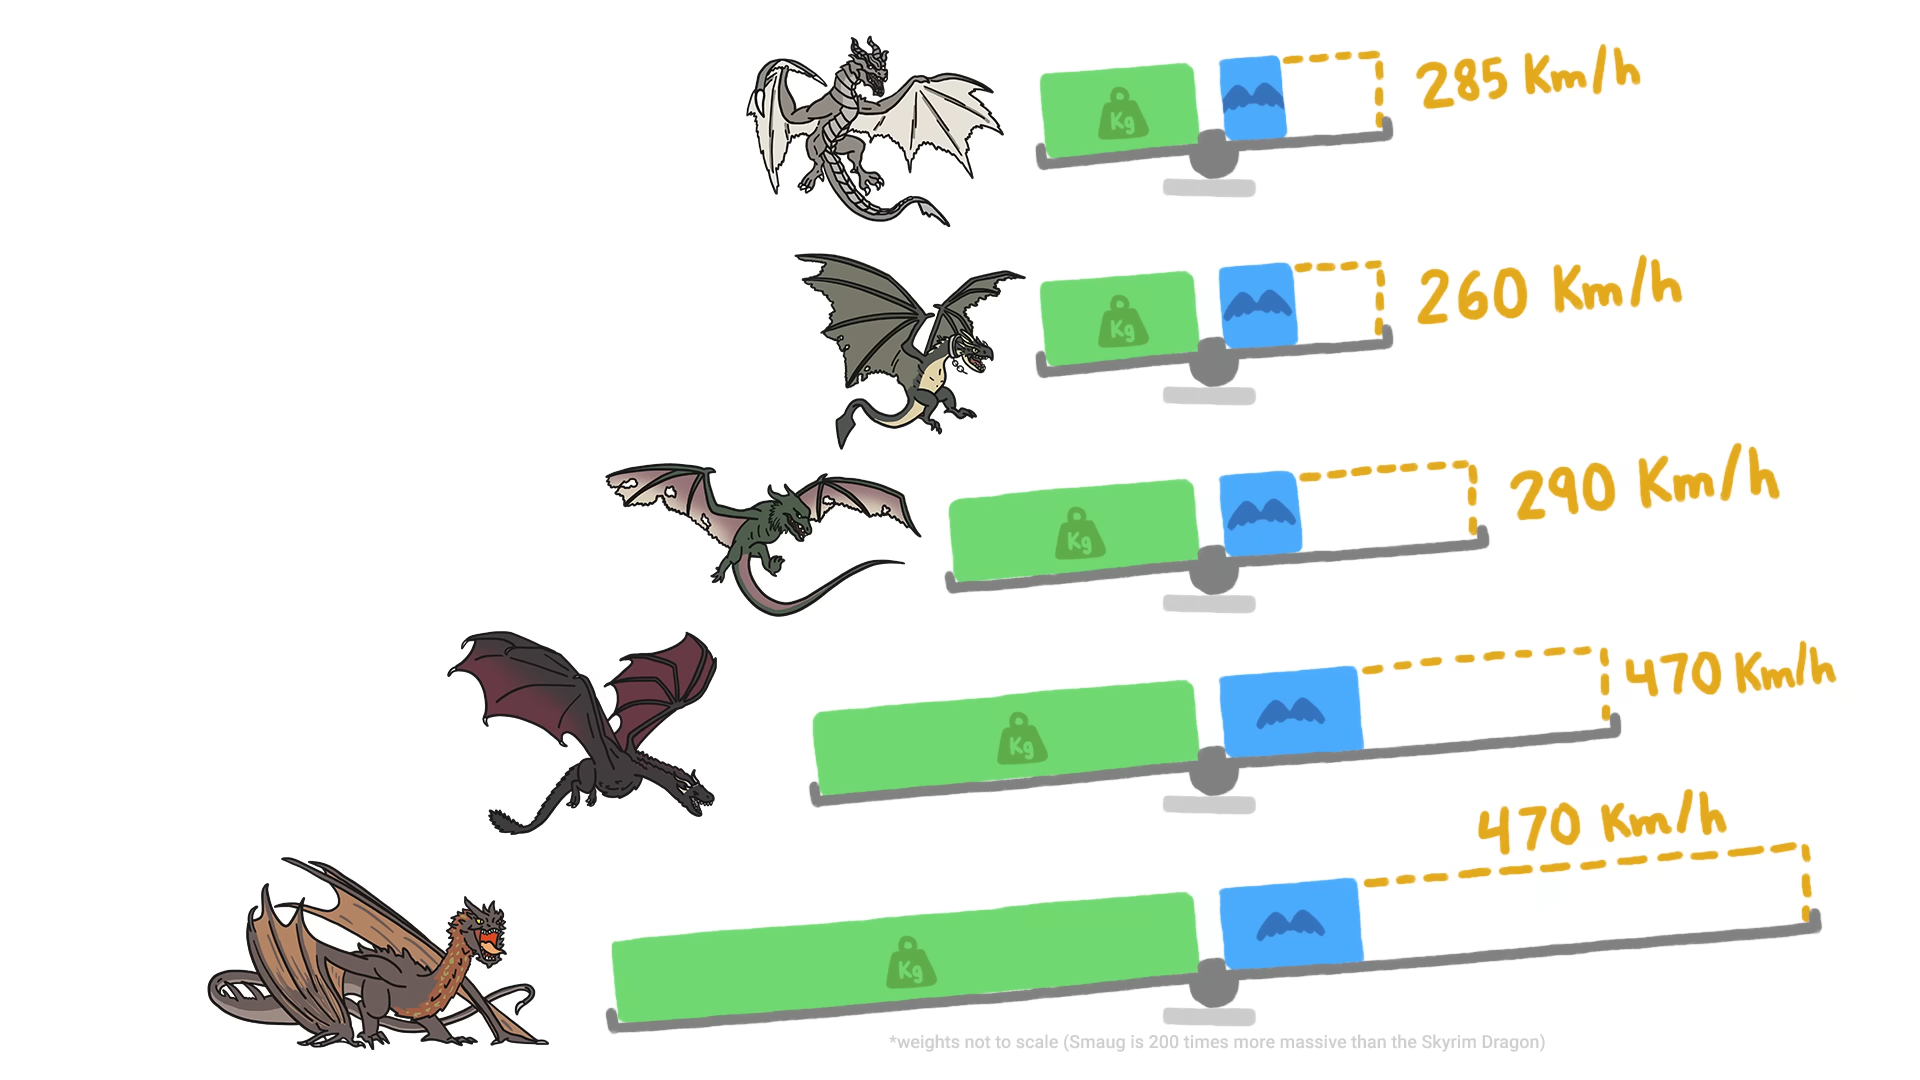 Kg
285 Km/h
Kg
260 Km/h
Kg
290 Km/h
Kg
470 Km/h
470 Km/h
Kg
*weights not to scale (Smaug is 200 times more massive than the Skyrim Dragon)